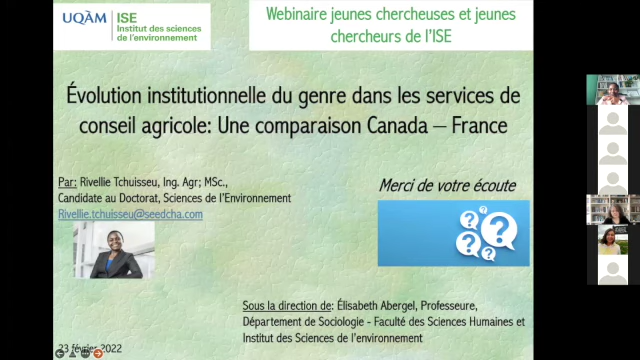 UQÀM
ISE
Institut des sciences
de l'environnement
Webinaire jeunes chercheuses et jeunes
chercheurs de l'ISE
Évolution institutionnelle du genre dans les services de
conseil agricole: Une comparaison Canada – France
Par: Rivellie Tchuisseu, Ing. Agr; MSc.,
Candidate au Doctorat, Sciences de l'Environnement
Rivellie.tchuisseu@seedcha.com
Merci de votre écoute
? ? ? ?
Sous la direction de: Élisabeth Abergel, Professeure,
Département de Sociologie - Faculté des Sciences Humaines et
Institut des Sciences de l'environnement
23 février 2022